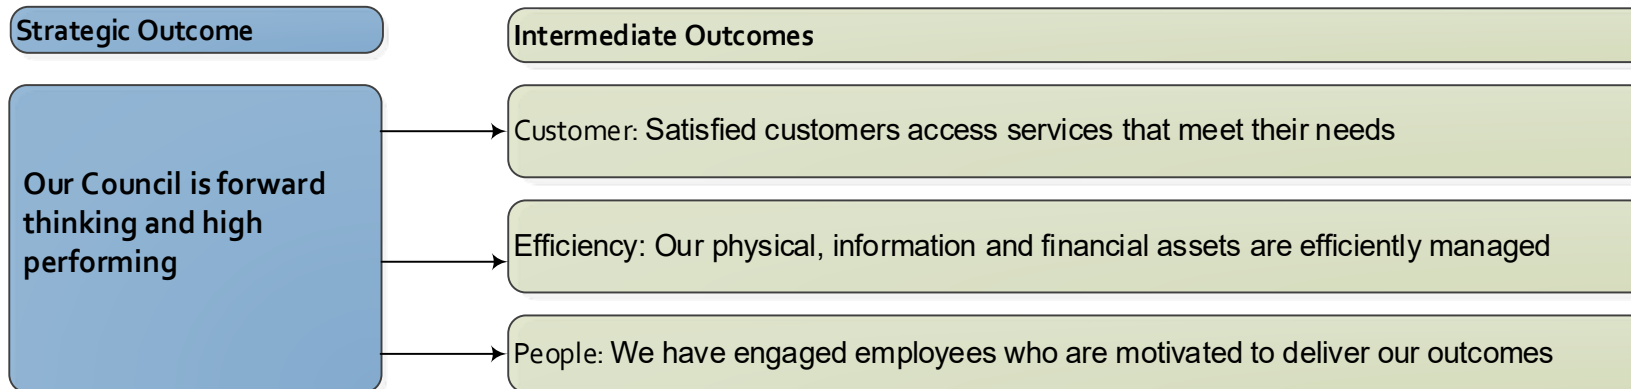 Strategic Outcome
Intermediate Outcomes
Our Council is forward
thinking and high
performing
Customer: Satisfied customers access services that meet their needs
Efficiency: Our physical, information and financial assets are efficiently managed
People: We have engaged employees who are motivated to deliver our outcomes